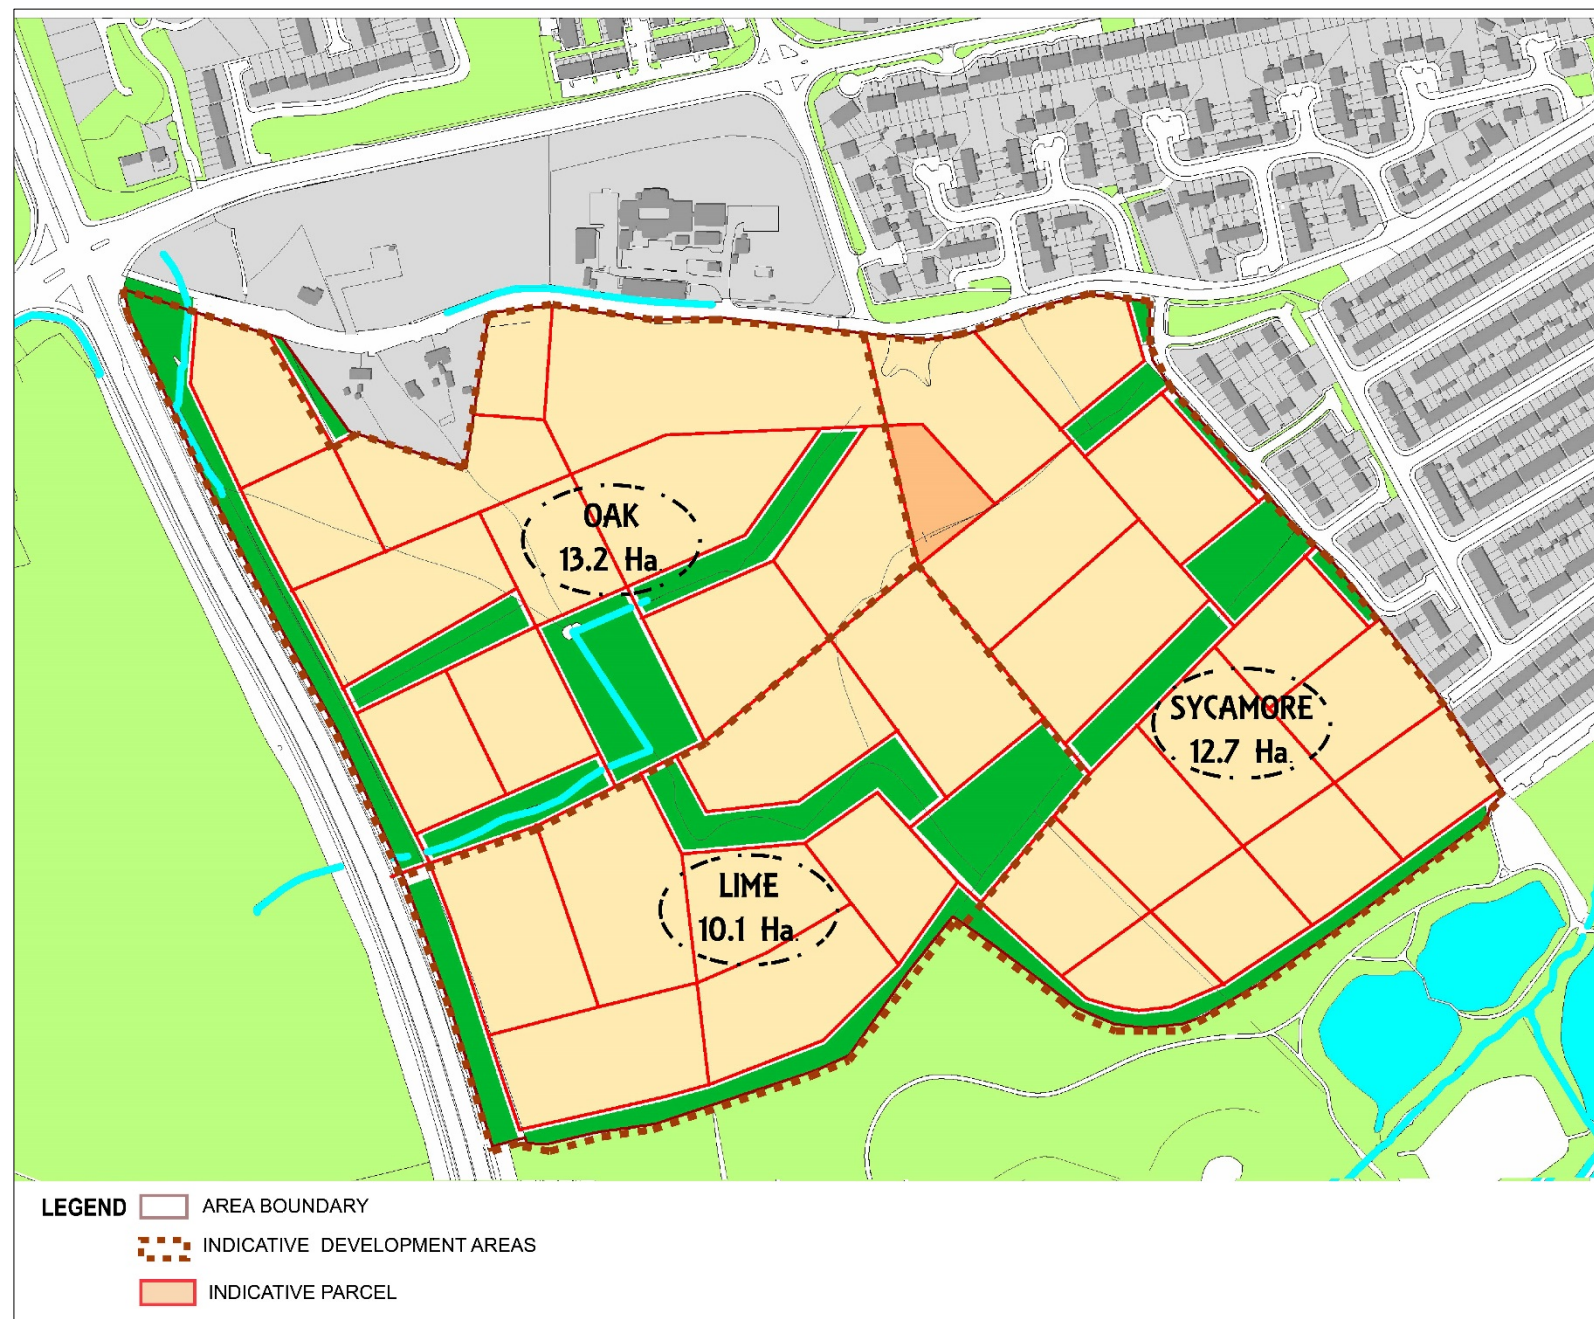 OAK
13.2 Ha.
SYCAMORE
12.7 Ha.
LIME
10.1 Ha.
LEGEND
AREA BOUNDARY
INDICATIVE DEVELOPMENT AREAS
INDICATIVE PARCEL